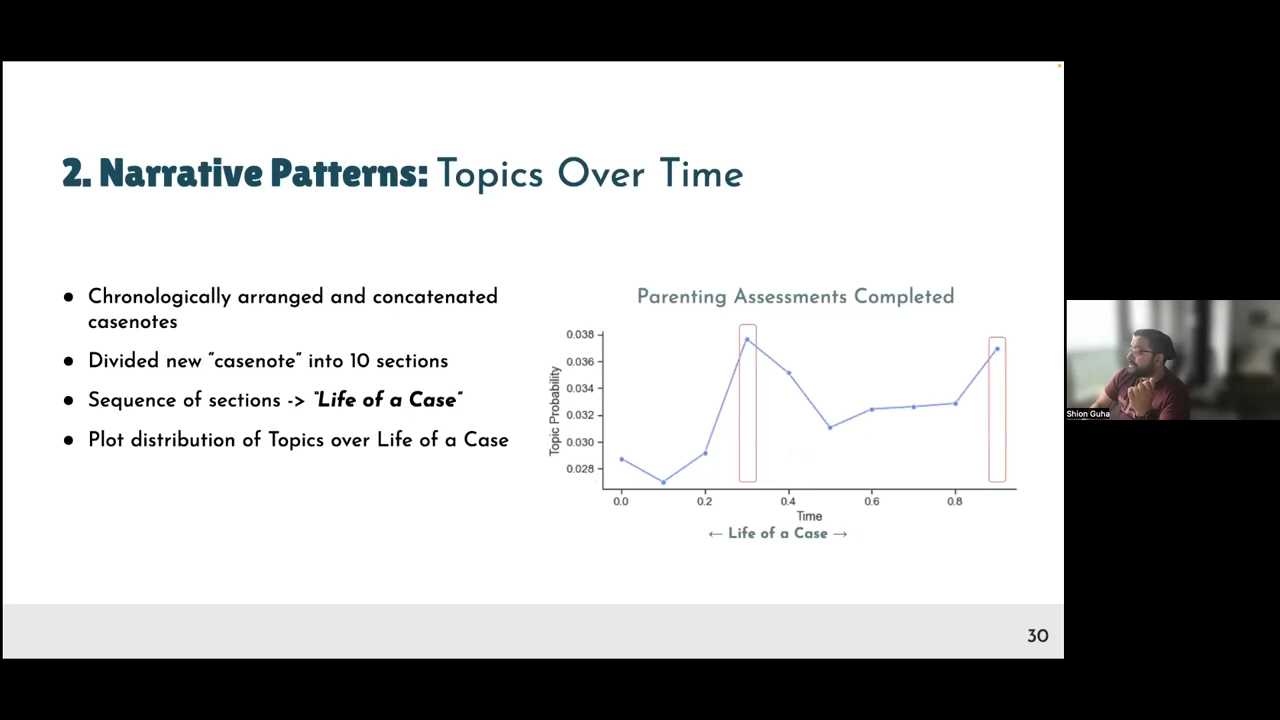 2. Narrative Patterns: Topics Over Time
● Chronologically arranged and concatenated
casenotes
● Divided new “casenote” into 10 sections
● Sequence of sections -> “Life of a Case”
● Plot distribution of Topics over Life of a Case
Parenting Assessments Completed
Topic Probability
0.038
0.036
0.034
0.032
0.030
0.028
0.0 0.2 0.4 0.6 0.8
Time
← Life of a Case →
30
Shion Guha